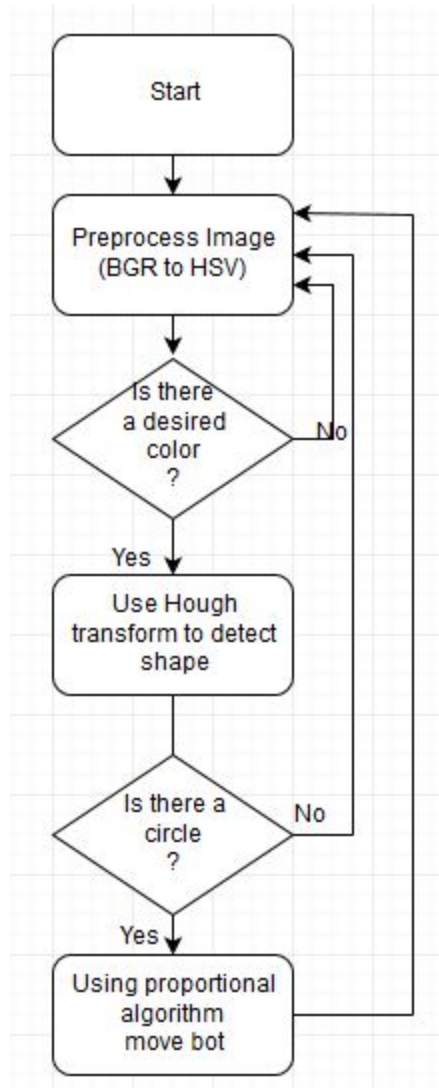 Start
Preprocess Image
(BGR to HSV)
Is there
a desired
color
?
No
Yes
Use Hough
transform to detect
shape
Is there a
circle
?
No
Yes
Using proportional
algorithm
move bot